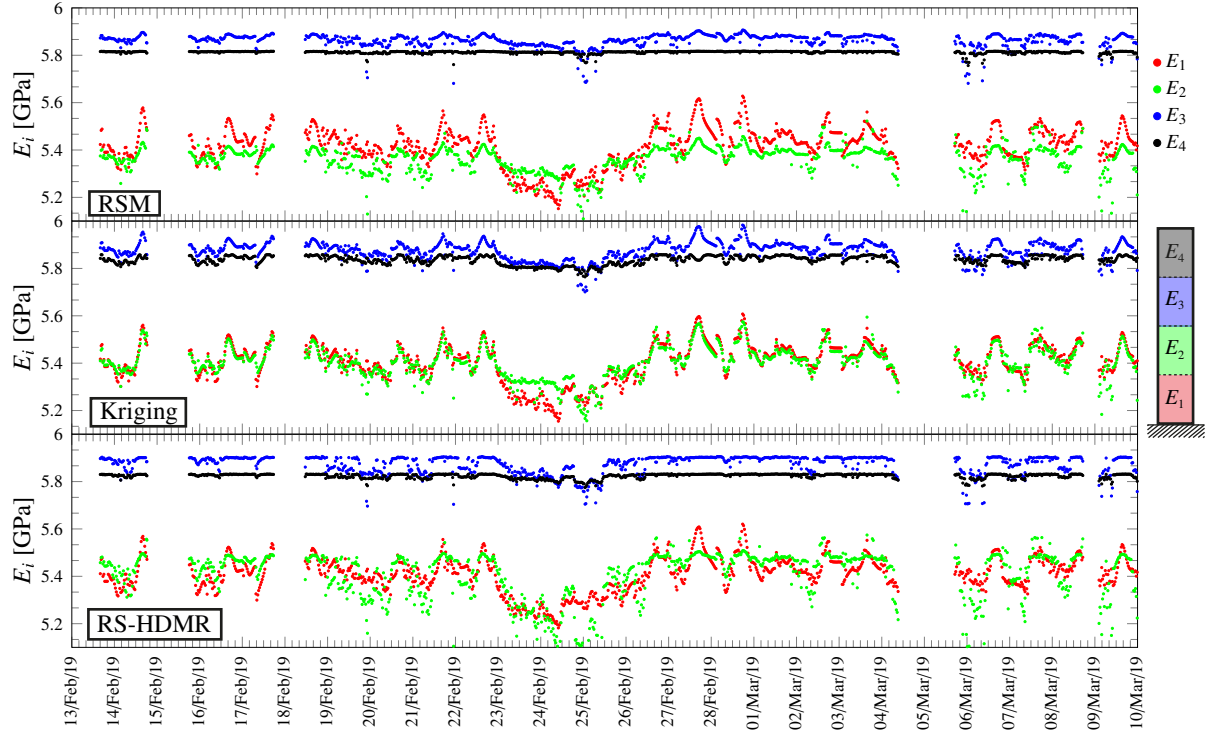 6
5.8
5.6
5.4
5.2
E_i [GPa]
RSM
E_1
E_2
E_3
E_4
6
5.8
5.6
5.4
5.2
E_i [GPa]
Kriging
E_4
E_3
E_2
E_1
6
5.8
5.6
5.4
5.2
E_i [GPa]
RS-HDMR
13/Feb/19
14/Feb/19
15/Feb/19
16/Feb/19
17/Feb/19
18/Feb/19
19/Feb/19
20/Feb/19
21/Feb/19
22/Feb/19
23/Feb/19
24/Feb/19
25/Feb/19
26/Feb/19
27/Feb/19
28/Feb/19
01/Mar/19
02/Mar/19
03/Mar/19
04/Mar/19
05/Mar/19
06/Mar/19
07/Mar/19
08/Mar/19
09/Mar/19
10/Mar/19